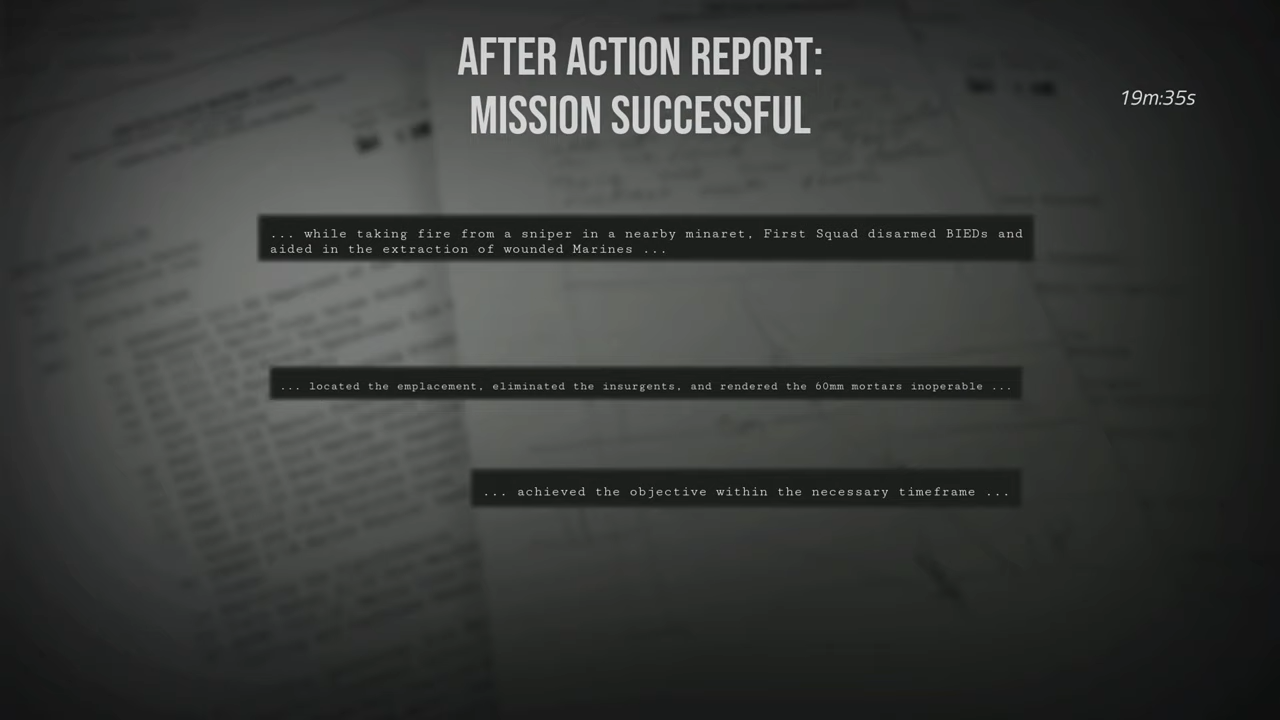 AFTER ACTION REPORT:
MISSION SUCCESSFUL
19m:35s
... while taking fire from a sniper in a nearby minaret, First Squad disarmed BIEDs and
aided in the extraction of wounded Marines ...
... located the emplacement, eliminated the insurgents, and rendered the 60mm mortars inoperable ...
... achieved the objective within the necessary timeframe ...